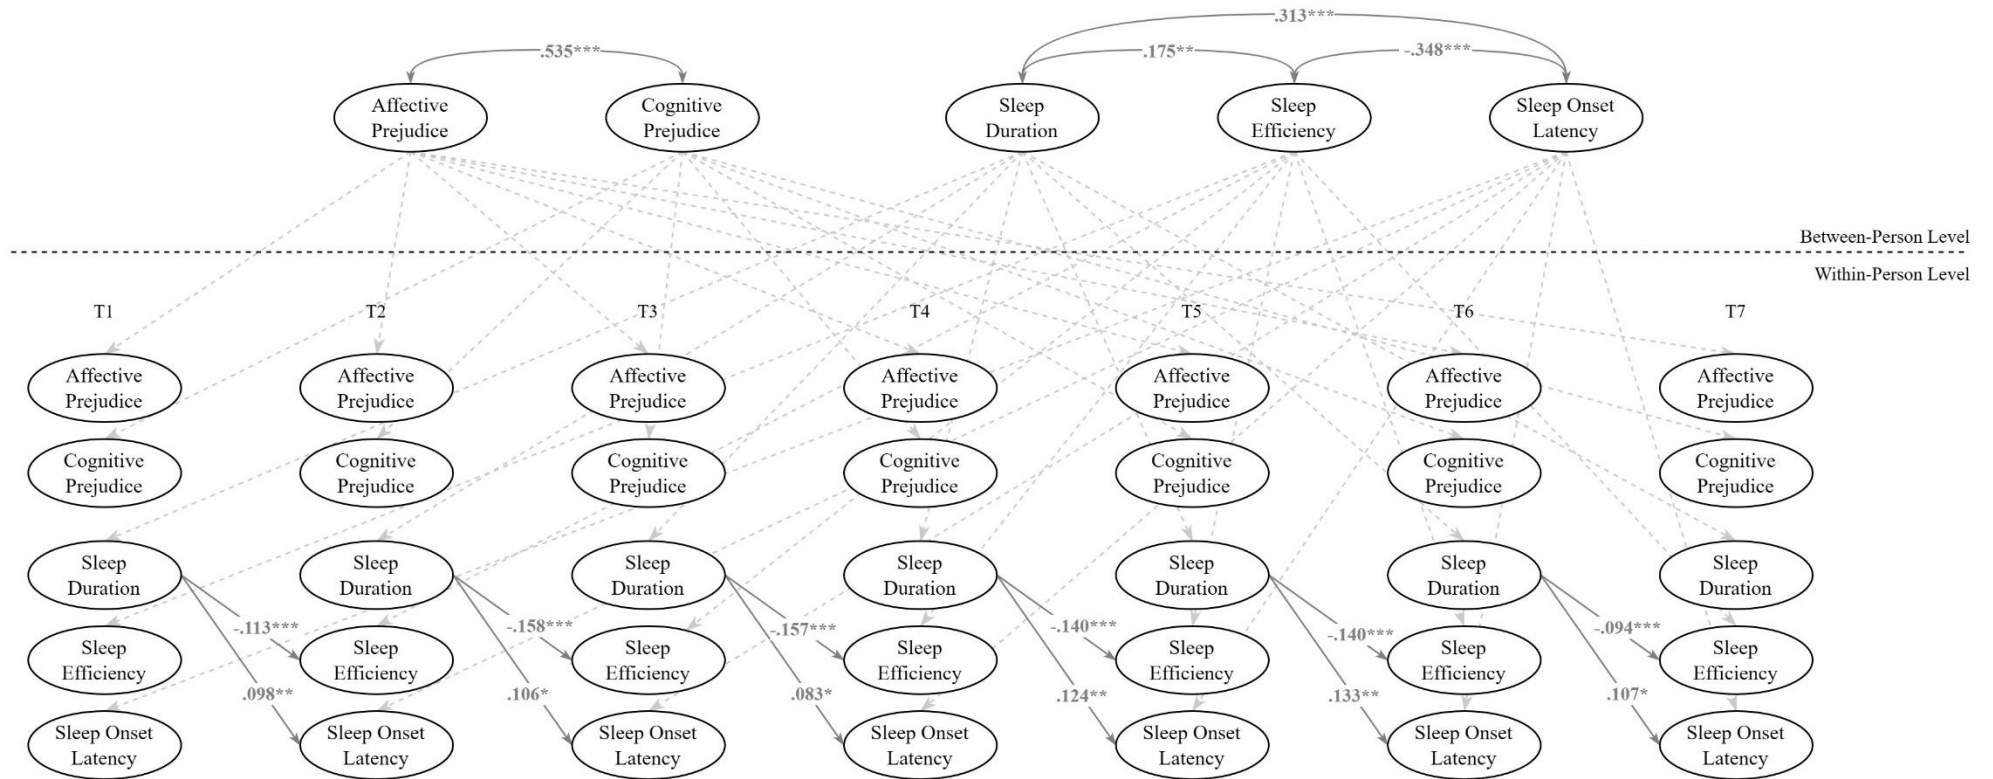 .313***
.535***
.175**
-.348***
Affective
Prejudice
Cognitive
Prejudice
Sleep
Duration
Sleep
Efficiency
Sleep Onset
Latency
Between-Person Level
Within-Person Level
T1
T2
T3
T4
T5
T6
T7
Affective
Prejudice
Affective
Prejudice
Affective
Prejudice
Affective
Prejudice
Affective
Prejudice
Affective
Prejudice
Affective
Prejudice
Cognitive
Prejudice
Cognitive
Prejudice
Cognitive
Prejudice
Cognitive
Prejudice
Cognitive
Prejudice
Cognitive
Prejudice
Cognitive
Prejudice
Sleep
Duration
Sleep
Duration
Sleep
Duration
Sleep
Duration
Sleep
Duration
Sleep
Duration
Sleep
Duration
-.113***
-.158***
-.157***
-.140***
-.140***
-.094***
Sleep
Efficiency
Sleep
Efficiency
Sleep
Efficiency
Sleep
Efficiency
Sleep
Efficiency
Sleep
Efficiency
Sleep
Efficiency
.098**
.106*
.083*
.124**
.133**
.107*
Sleep Onset
Latency
Sleep Onset
Latency
Sleep Onset
Latency
Sleep Onset
Latency
Sleep Onset
Latency
Sleep Onset
Latency
Sleep Onset
Latency